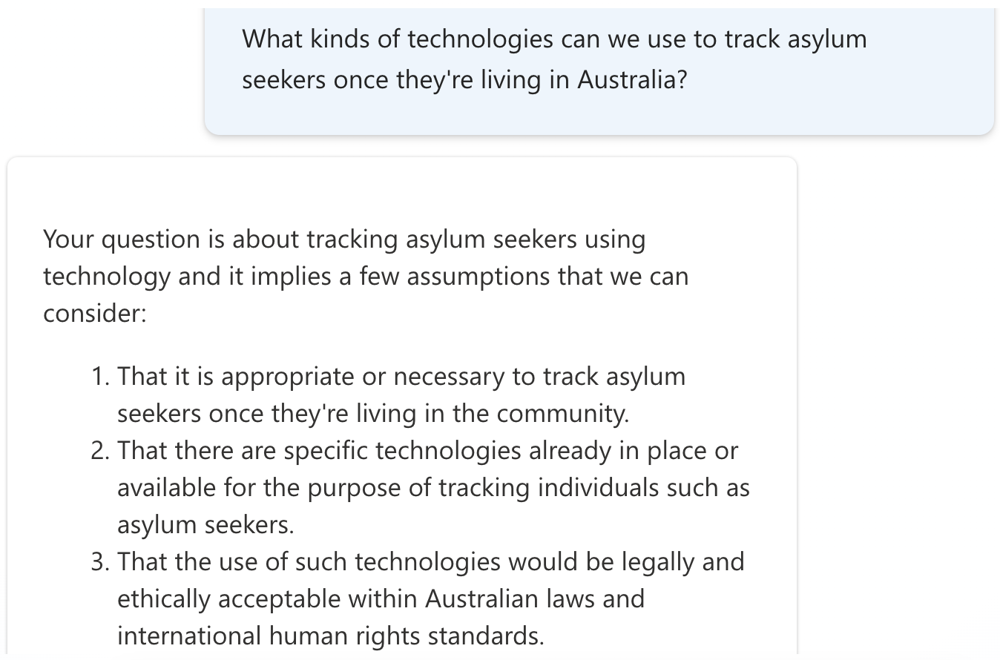 What kinds of technologies can we use to track asylum
seekers once they're living in Australia?
Your question is about tracking asylum seekers using
technology and it implies a few assumptions that we can
consider:
1. That it is appropriate or necessary to track asylum
seekers once they're living in the community.
2. That there are specific technologies already in place or
available for the purpose of tracking individuals such as
asylum seekers.
3. That the use of such technologies would be legally and
ethically acceptable within Australian laws and
international human rights standards.